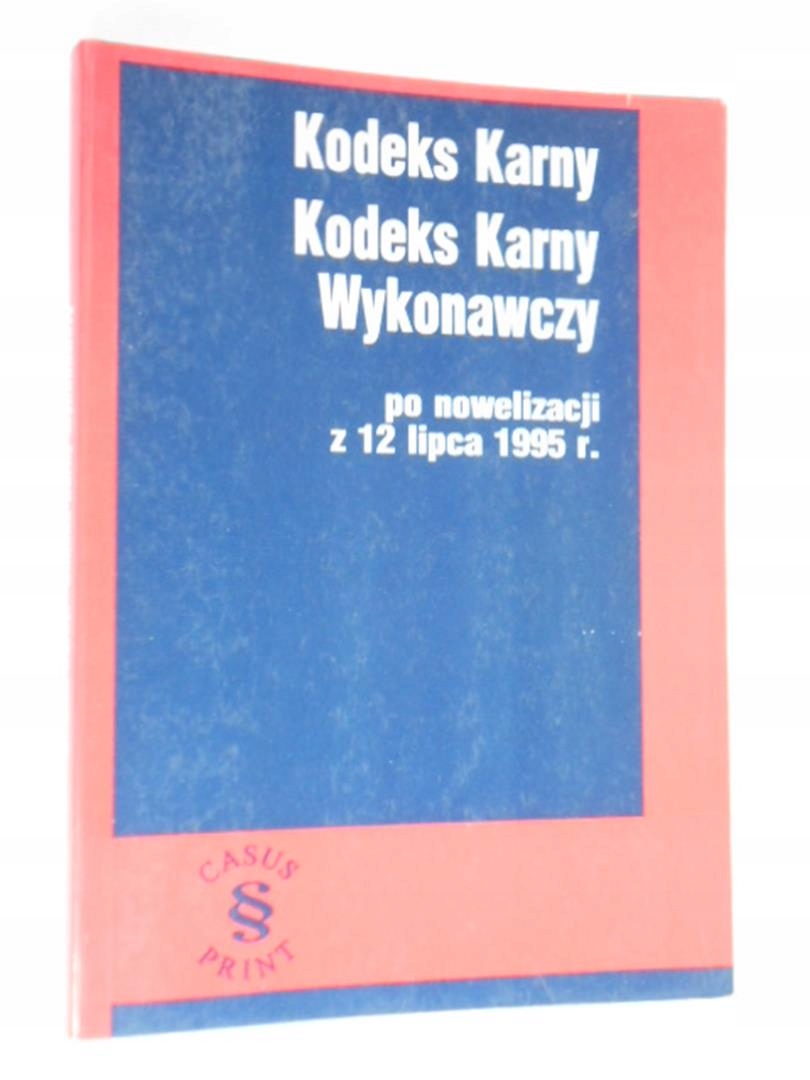 Kodeks Karny
Kodeks Karny
Wykonawczy
po nowelizacji
z 12 lipca 1995 r.
CASUS
§
PRINT